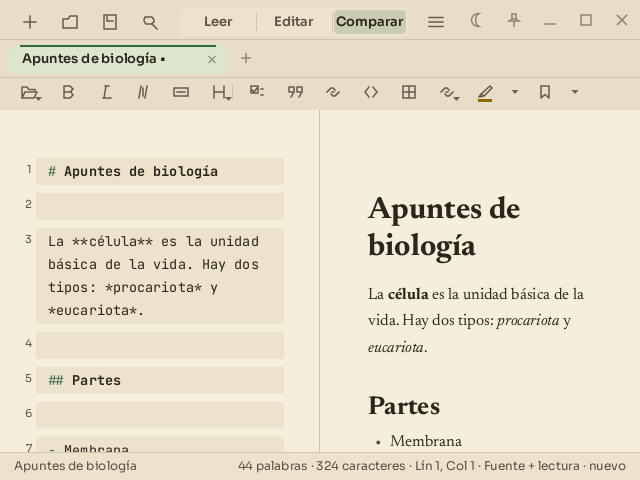 Leer Editar Comparar
Apuntes de biología •
1 # Apuntes de biología
2
3 La **célula** es la unidad
básica de la vida. Hay dos
tipos: *procariota* y
*eucariota*.
4
5 ## Partes
6
7 - Membrana
Apuntes de
biología
La célula es la unidad básica de la
vida. Hay dos tipos: procariota y
eucariota.
Partes
• Membrana
Apuntes de biología
44 palabras · 324 caracteres · Lín 1, Col 1 · Fuente + lectura · nuevo